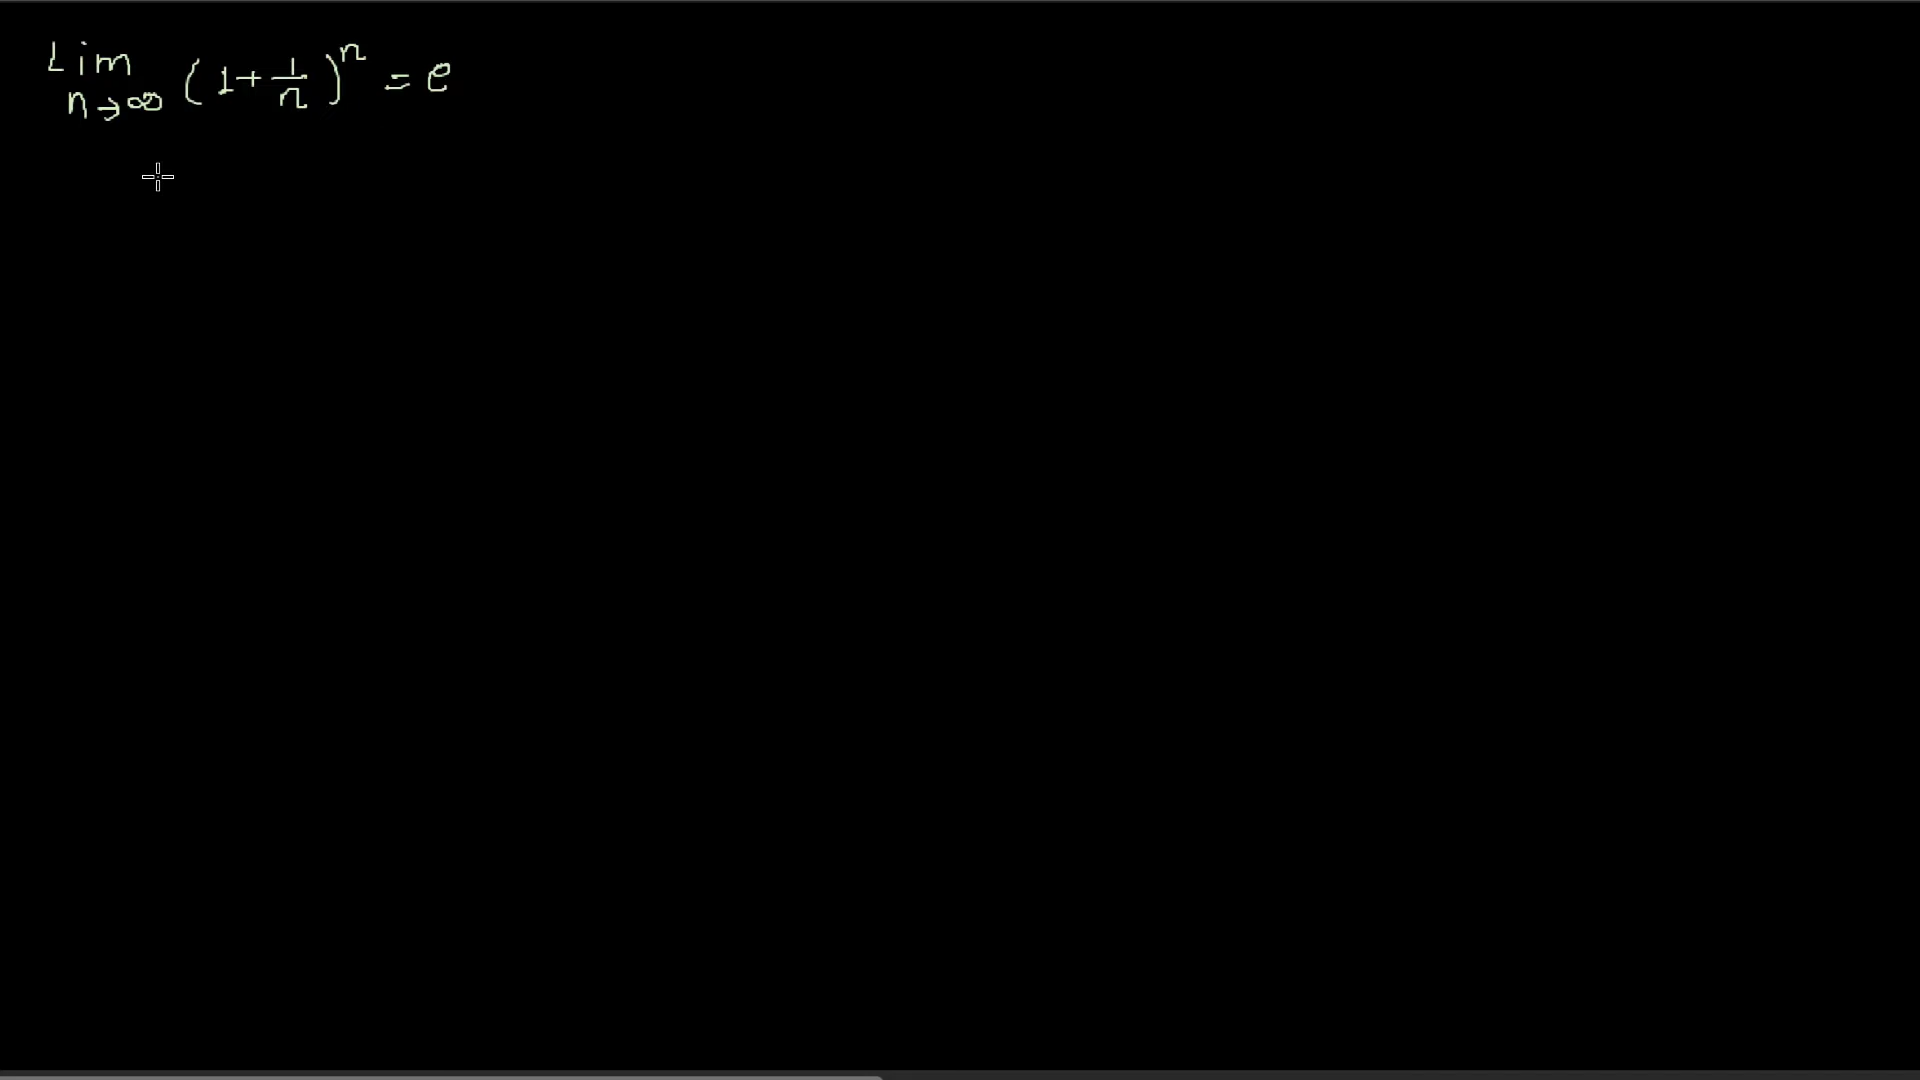 Lim n→∞ (1+1/n)^n = e